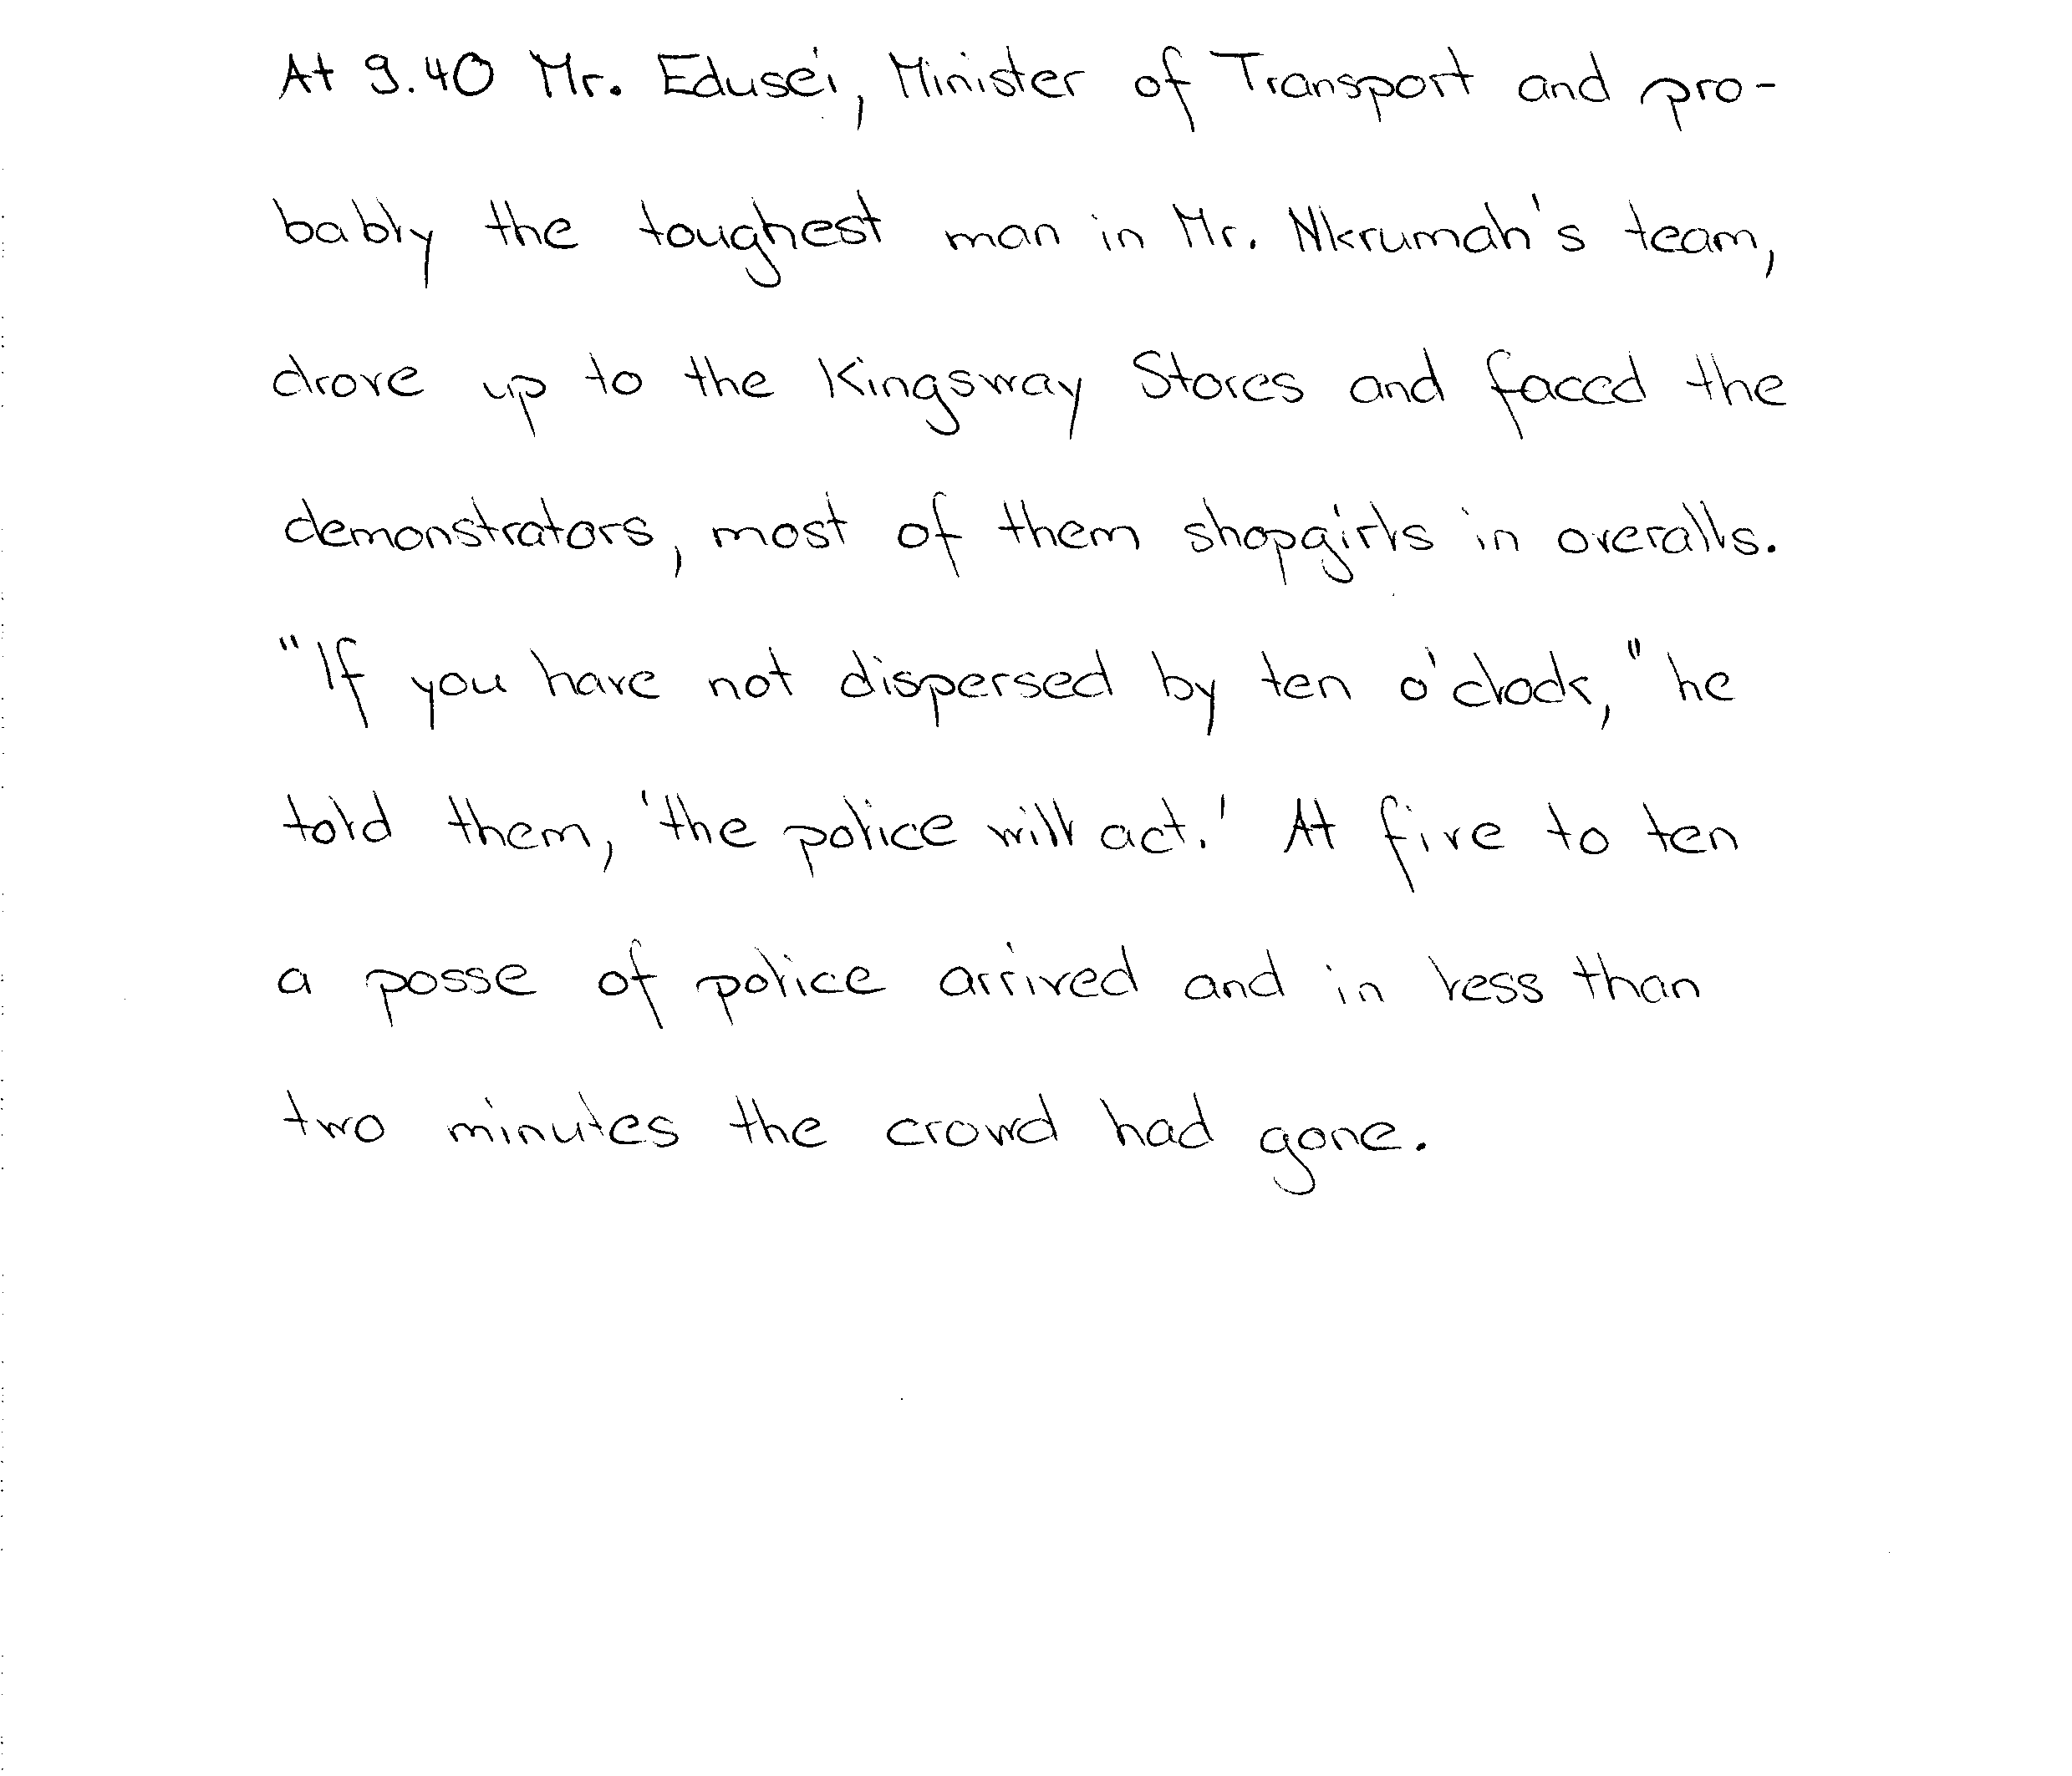 At 9.40 Mr. Edusei, Minister of Transport and pro-
bably the toughest man in Mr. Nkrumah's team,
drove up to the Kingsway Stores and faced the
demonstrators, most of them shopgirls in overalls.
"If you have not dispersed by ten o'clock," he
told them, 'the police will act.' At five to ten
a posse of police arrived and in less than
two minutes the crowd had gone.